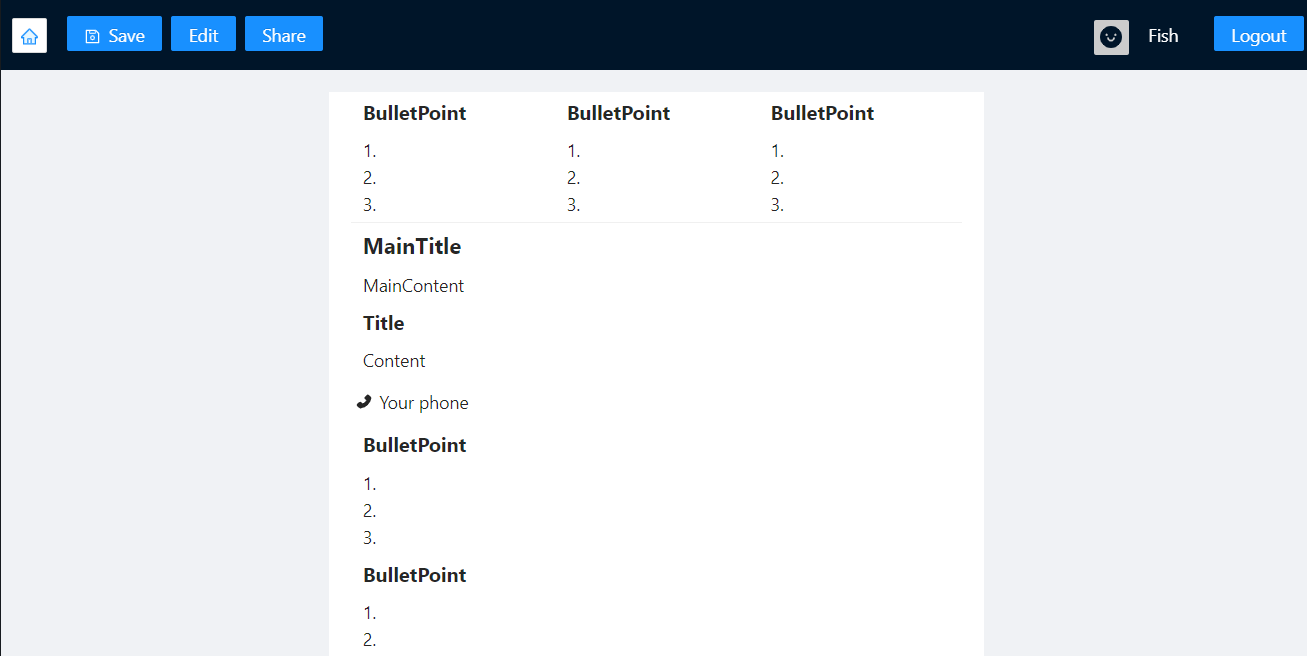 Save Edit Share Fish Logout
BulletPoint BulletPoint BulletPoint
1. 1. 1.
2. 2. 2.
3. 3. 3.
MainTitle
MainContent
Title
Content
Your phone
BulletPoint
1.
2.
3.
BulletPoint
1.
2.